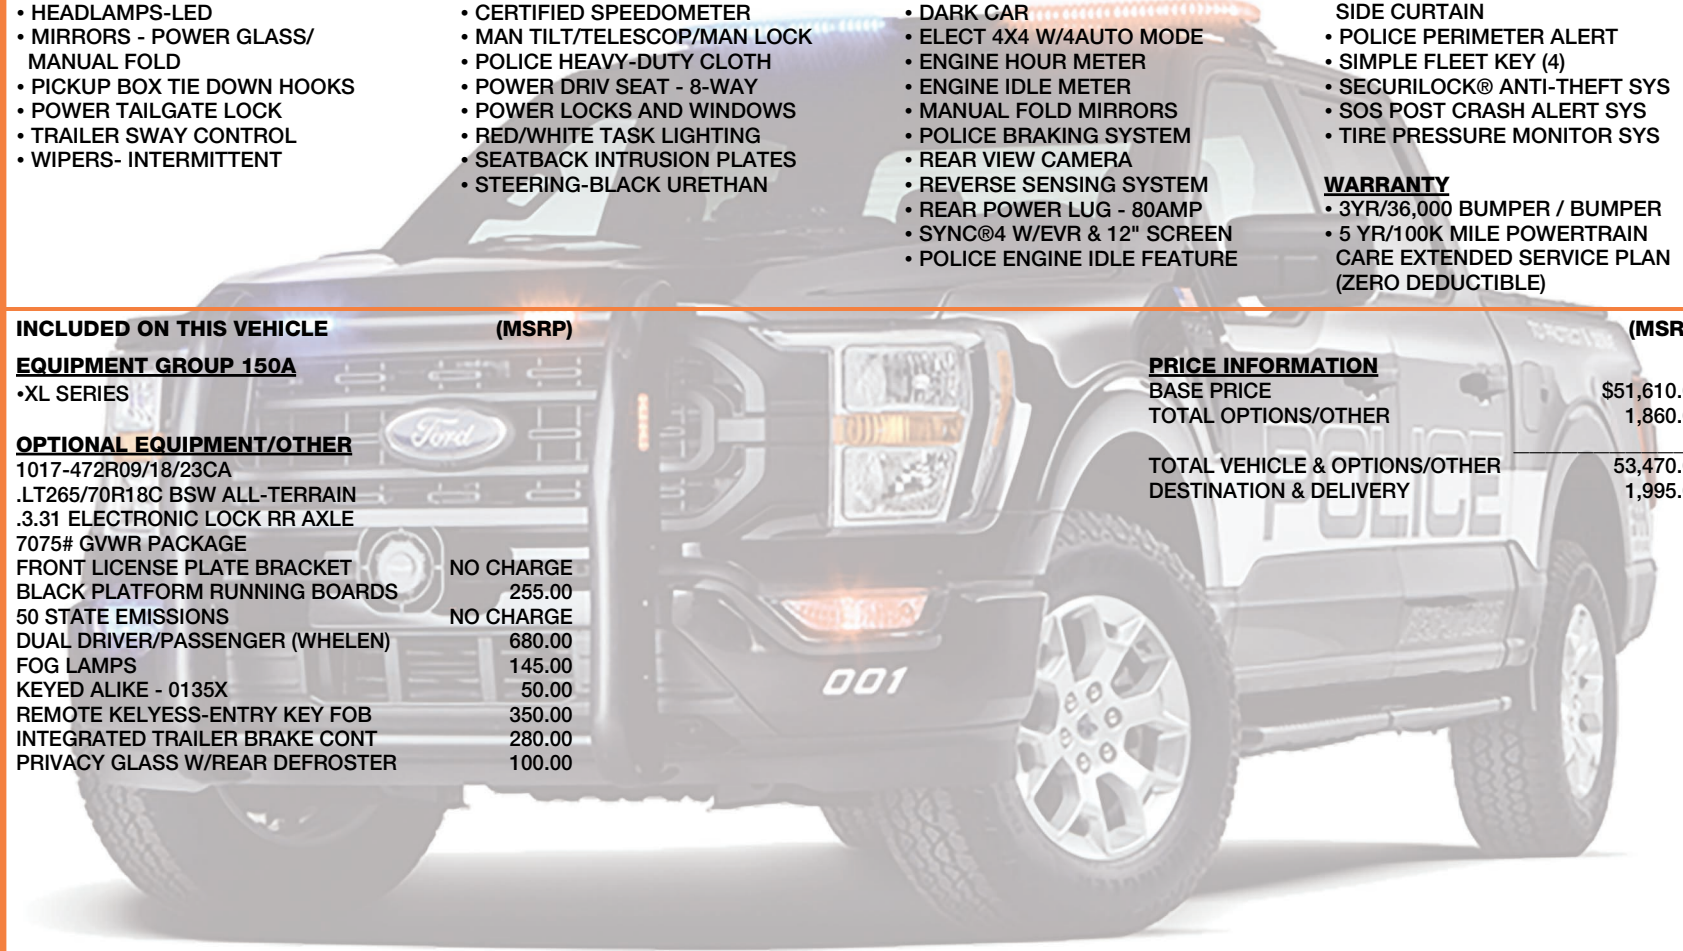 • HEADLAMPS-LED
• MIRRORS - POWER GLASS/
MANUAL FOLD
• PICKUP BOX TIE DOWN HOOKS
• POWER TAILGATE LOCK
• TRAILER SWAY CONTROL
• WIPERS- INTERMITTENT
• CERTIFIED SPEEDOMETER
• MAN TILT/TELESCOP/MAN LOCK
• POLICE HEAVY-DUTY CLOTH
• POWER DRIV SEAT - 8-WAY
• POWER LOCKS AND WINDOWS
• RED/WHITE TASK LIGHTING
• SEATBACK INTRUSION PLATES
• STEERING-BLACK URETHAN
• DARK CAR
• ELECT 4X4 W/4AUTO MODE
• ENGINE HOUR METER
• ENGINE IDLE METER
• MANUAL FOLD MIRRORS
• POLICE BRAKING SYSTEM
• REAR VIEW CAMERA
• REVERSE SENSING SYSTEM
• REAR POWER LUG - 80AMP
• SYNC®4 W/EVR & 12" SCREEN
• POLICE ENGINE IDLE FEATURE
SIDE CURTAIN
• POLICE PERIMETER ALERT
• SIMPLE FLEET KEY (4)
• SECURILOCK® ANTI-THEFT SYS
• SOS POST CRASH ALERT SYS
• TIRE PRESSURE MONITOR SYS
WARRANTY
• 3YR/36,000 BUMPER / BUMPER
• 5 YR/100K MILE POWERTRAIN
CARE EXTENDED SERVICE PLAN
(ZERO DEDUCTIBLE)
INCLUDED ON THIS VEHICLE (MSRP)
EQUIPMENT GROUP 150A
•XL SERIES
OPTIONAL EQUIPMENT/OTHER
1017-472R09/18/23CA
.LT265/70R18C BSW ALL-TERRAIN
.3.31 ELECTRONIC LOCK RR AXLE
7075# GVWR PACKAGE
FRONT LICENSE PLATE BRACKET NO CHARGE
BLACK PLATFORM RUNNING BOARDS 255.00
50 STATE EMISSIONS NO CHARGE
DUAL DRIVER/PASSENGER (WHELEN) 680.00
FOG LAMPS 145.00
KEYED ALIKE - 0135X 50.00
REMOTE KELYESS-ENTRY KEY FOB 350.00
INTEGRATED TRAILER BRAKE CONT 280.00
PRIVACY GLASS W/REAR DEFROSTER 100.00
(MSR
PRICE INFORMATION
BASE PRICE $51,610.
TOTAL OPTIONS/OTHER 1,860.
TOTAL VEHICLE & OPTIONS/OTHER 53,470.
DESTINATION & DELIVERY 1,995.
Ford
001
POLICE